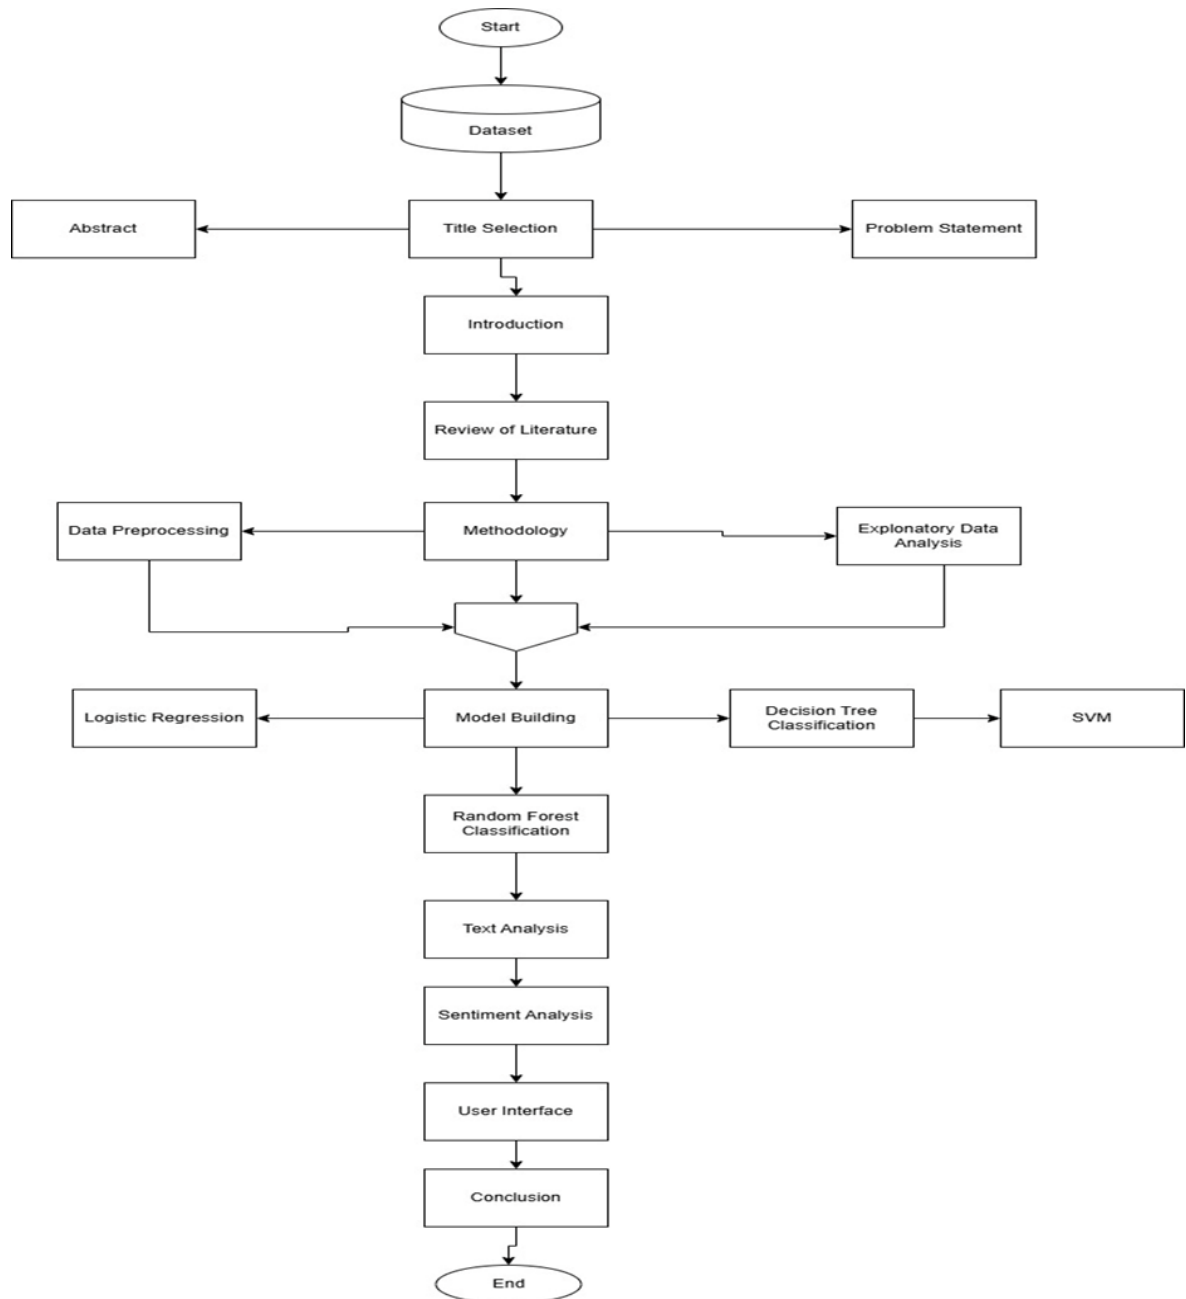 Start
Dataset
Abstract
Title Selection
Problem Statement
Introduction
Review of Literature
Data Preprocessing
Methodology
Explonatory Data
Analysis
Logistic Regression
Model Building
Decision Tree
Classification
SVM
Random Forest
Classification
Text Analysis
Sentiment Analysis
User Interface
Conclusion
End